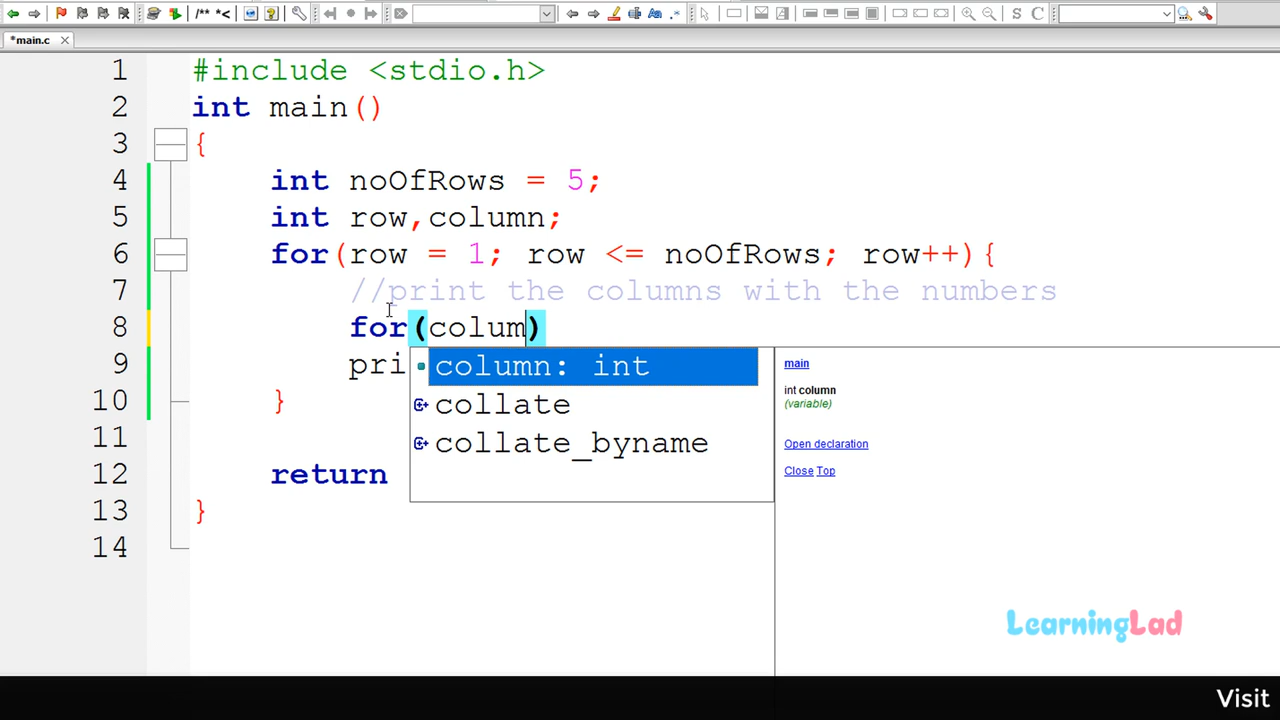 /** *<
S C
*main.c
1 #include <stdio.h>
2 int main()
3 {
4 int noOfRows = 5;
5 int row,column;
6 for(row = 1; row <= noOfRows; row++){
7 //print the columns with the numbers
8 for(colum)
9 pri
10 }
11
12 return
13 }
14
column: int
collate
collate_byname
main
int column
(variable)
Open declaration
Close Top
LearningLad
Visit